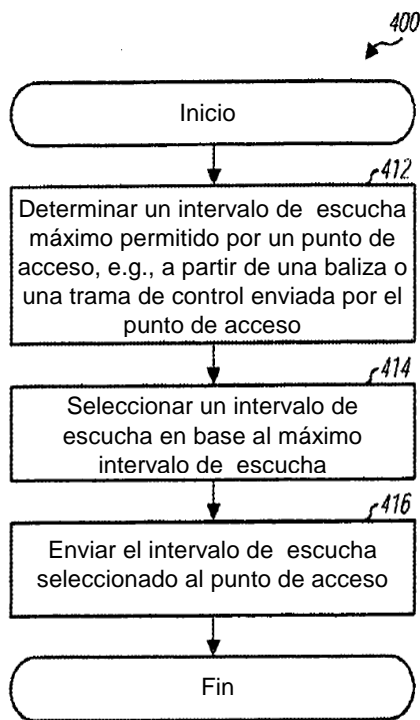 400
Inicio
412
Determinar un intervalo de escucha
máximo permitido por un punto de
acceso, e.g., a partir de una baliza o
una trama de control enviada por el
punto de acceso
414
Seleccionar un intervalo de
escucha en base al máximo
intervalo de escucha
416
Enviar el intervalo de escucha
seleccionado al punto de acceso
Fin